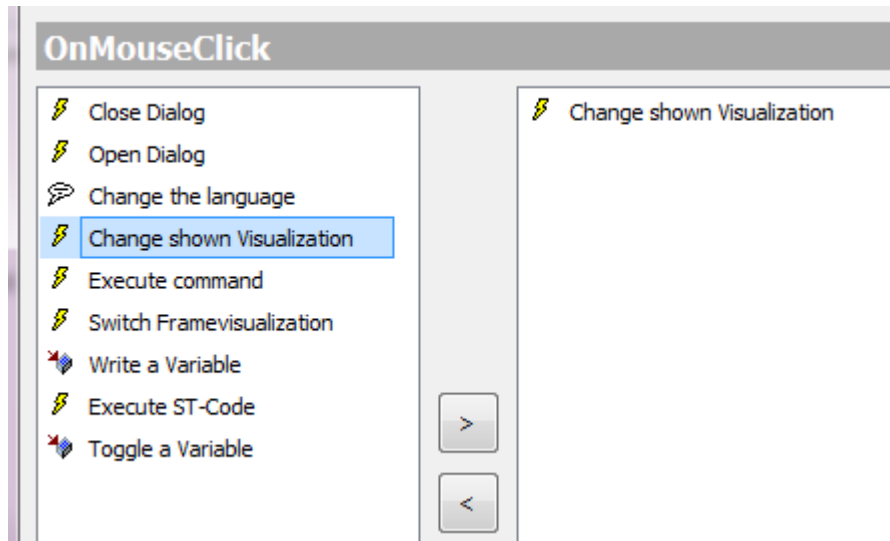 OnMouseClick
Close Dialog
Open Dialog
Change the language
Change shown Visualization
Execute command
Switch Framevisualization
Write a Variable
Execute ST-Code
Toggle a Variable
>
<
Change shown Visualization